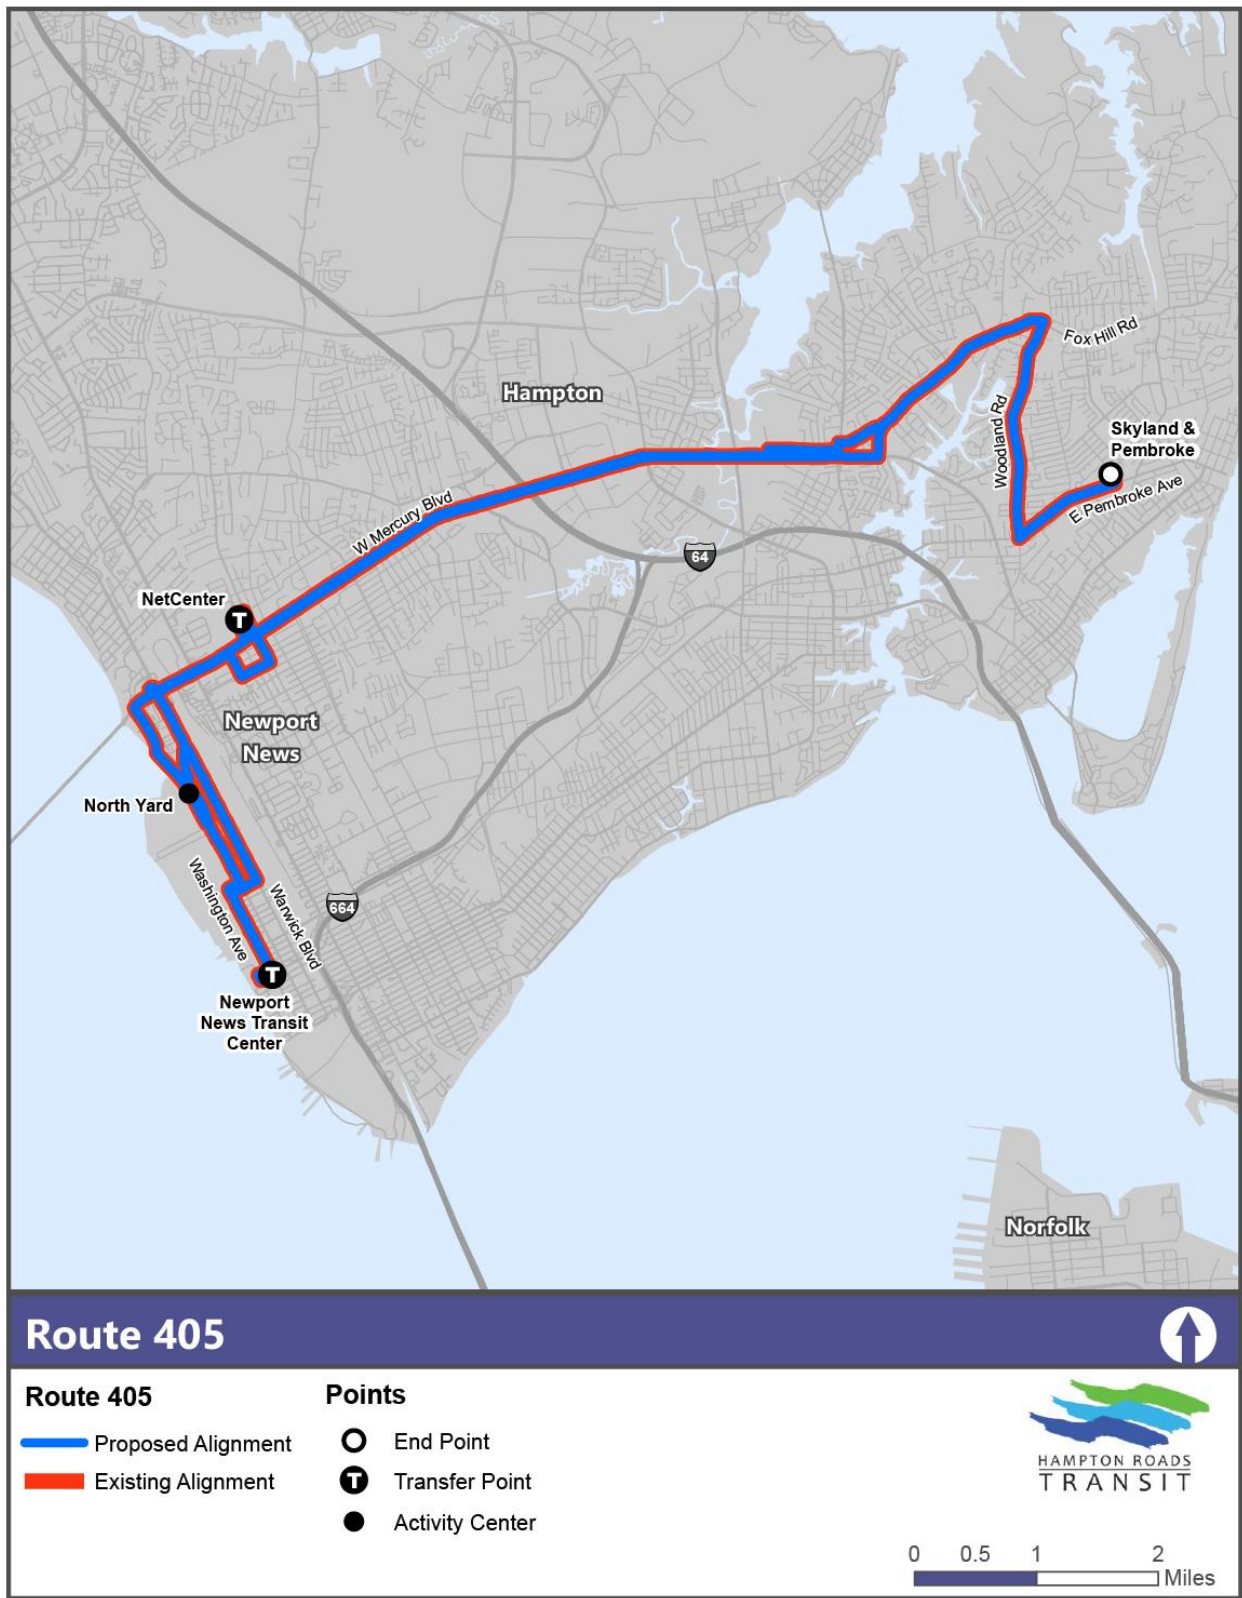 Fox Hill Rd
Hampton
Woodland Rd
Skyland &
Pembroke
E Pembroke Ave
W Mercury Blvd
64
NetCenter
T
Newport
News
North Yard
Washington Ave
Warwick Blvd
664
T
Newport
News Transit
Center
Norfolk
Route 405
Route 405
Proposed Alignment
Existing Alignment
Points
End Point
T Transfer Point
Activity Center
HAMPTON ROADS
TRANSIT
0 0.5 1 2
Miles